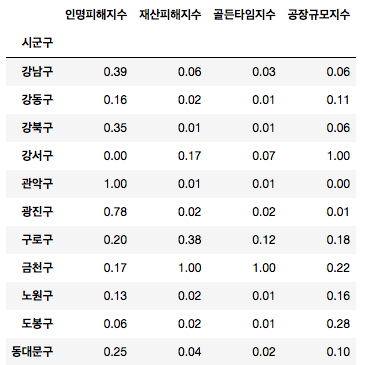 인명피해지수 재산피해지수 골든타임지수 공장규모지수
시군구
강남구 0.39 0.06 0.03 0.06
강동구 0.16 0.02 0.01 0.11
강북구 0.35 0.01 0.01 0.06
강서구 0.00 0.17 0.07 1.00
관악구 1.00 0.01 0.01 0.00
광진구 0.78 0.02 0.02 0.01
구로구 0.20 0.38 0.12 0.18
금천구 0.17 1.00 1.00 0.22
노원구 0.13 0.02 0.01 0.16
도봉구 0.06 0.02 0.01 0.28
동대문구 0.25 0.04 0.02 0.10